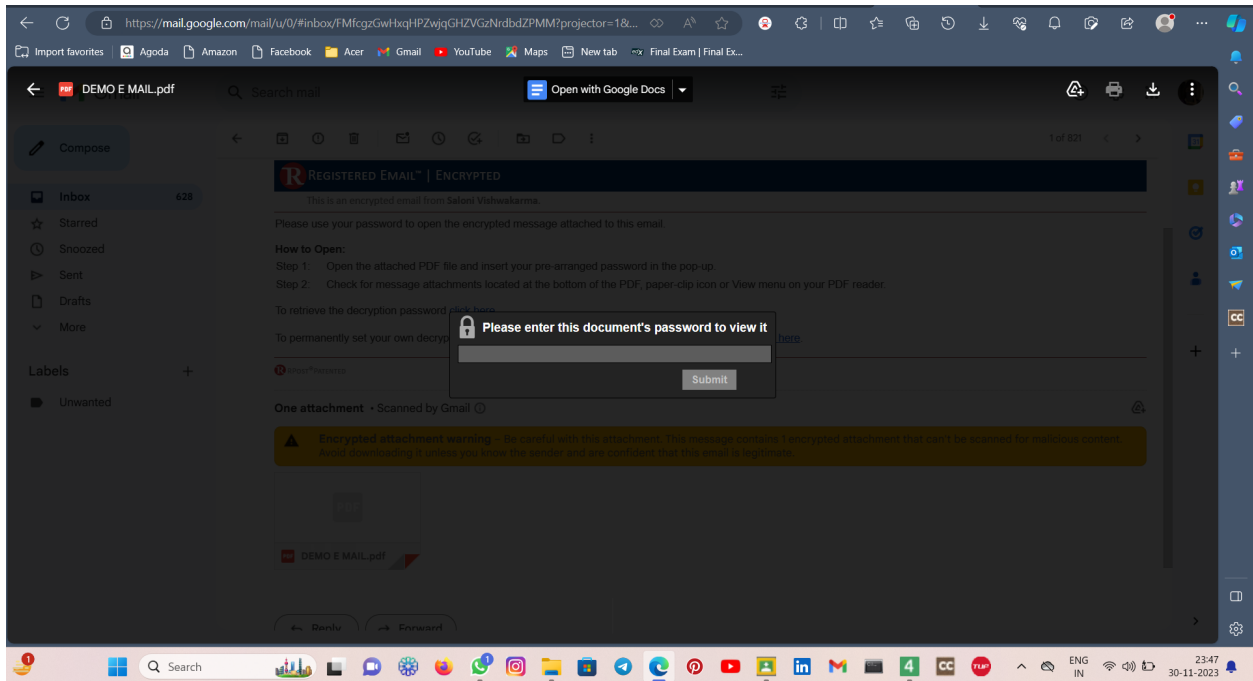 https://mail.google.com/mail/u/0/#inbox/FMfcgzGwHxqHPZwjqGHZVGzNrdbdZPMM?projector=1&...
Import favorites Agoda Amazon Facebook Acer Gmail YouTube Maps New tab Final Exam | Final Ex...
PDF DEMO E MAIL.pdf Search mail Open with Google Docs
Compose 1 of 821
REGISTERED EMAIL™ | ENCRYPTED
Inbox 628 This is an encrypted email from Saloni Vishwakarma.
Starred Please use your password to open the encrypted message attached to this email.
Snoozed How to Open:
Sent Step 1: Open the attached PDF file and insert your pre-arranged password in the pop-up.
Step 2: Check for message attachments located at the bottom of the PDF, paper-clip icon or View menu on your PDF reader.
Drafts To retrieve the decryption password click here
More Please enter this document's password to view it
To permanently set your own decryp here
Labels
Submit
Unwanted One attachment • Scanned by Gmail
Encrypted attachment warning – Be careful with this attachment. This message contains 1 encrypted attachment that can't be scanned for malicious content.
Avoid downloading it unless you know the sender and are confident that this email is legitimate.
PDF
DEMO E MAIL.pdf
Reply Forward
1 Search 4 CC ENG 23:47
IN 30-11-2023